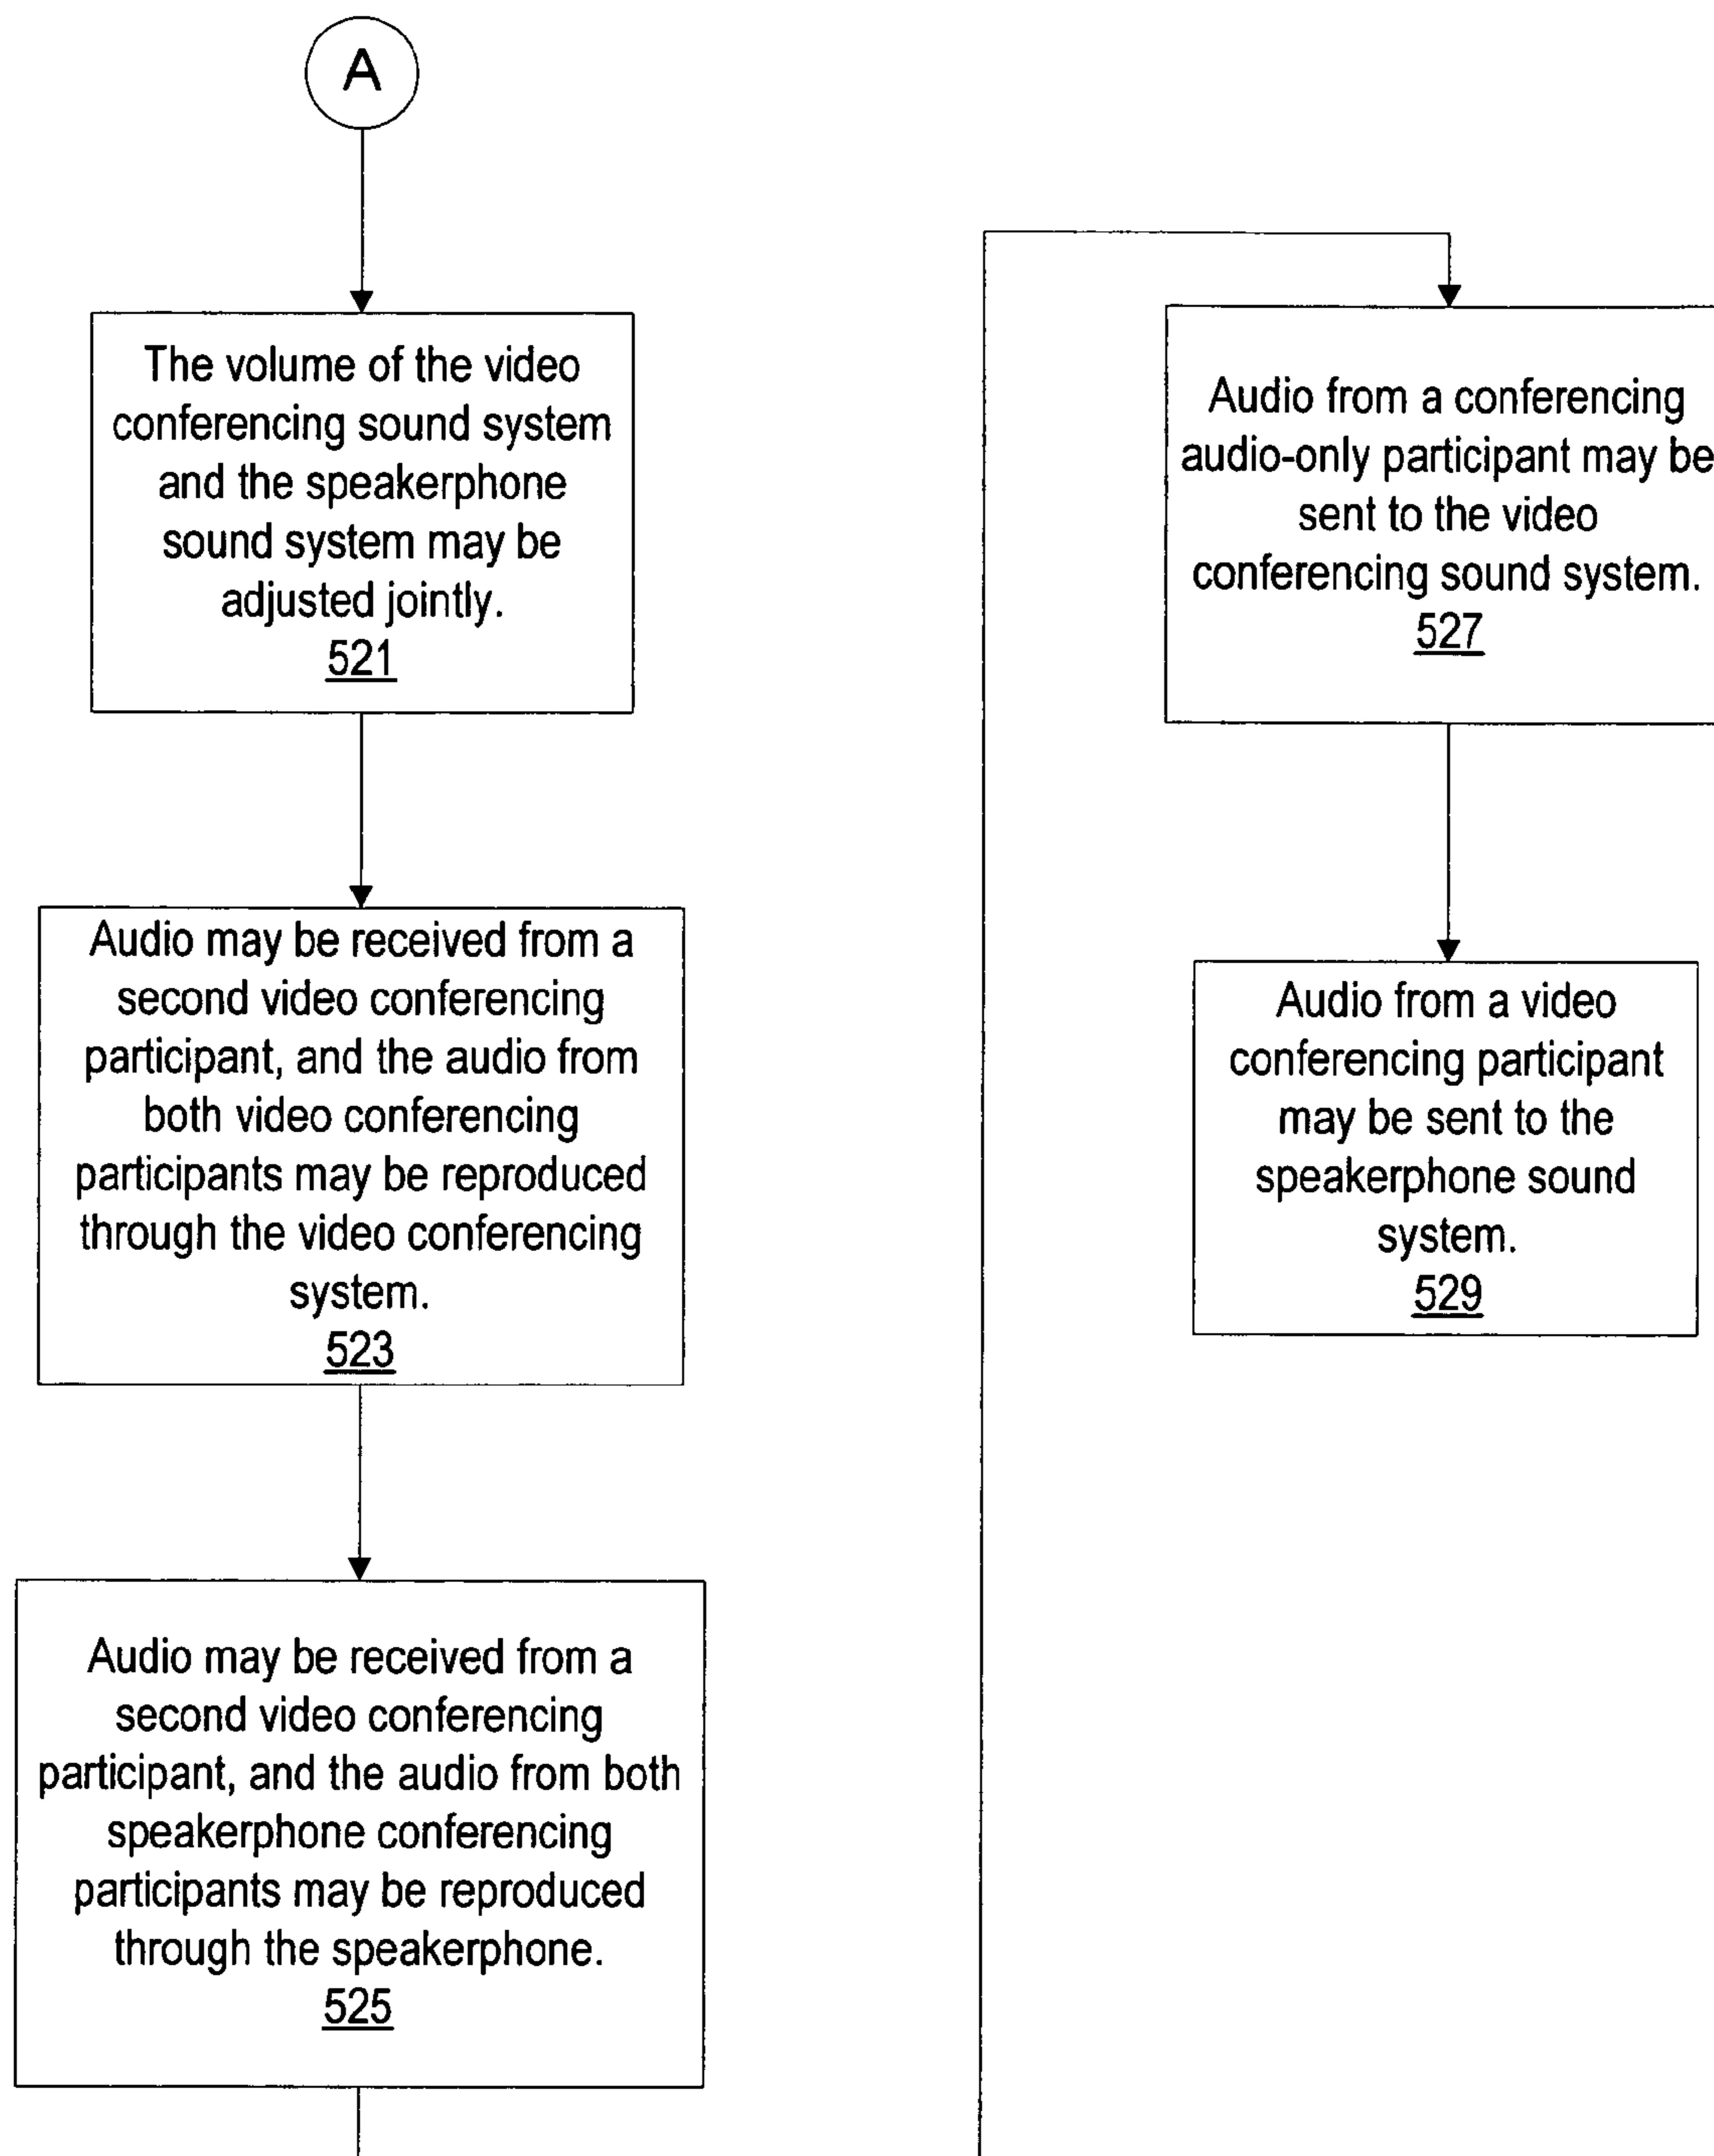 A
The volume of the video
conferencing sound system
and the speakerphone
sound system may be
adjusted jointly.
521
Audio may be received from a
second video conferencing
participant, and the audio from
both video conferencing
participants may be reproduced
through the video conferencing
system.
523
Audio may be received from a
second video conferencing
participant, and the audio from both
speakerphone conferencing
participants may be reproduced
through the speakerphone.
525
Audio from a conferencing
audio-only participant may be
sent to the video
conferencing sound system.
527
Audio from a video
conferencing participant
may be sent to the
speakerphone sound
system.
529